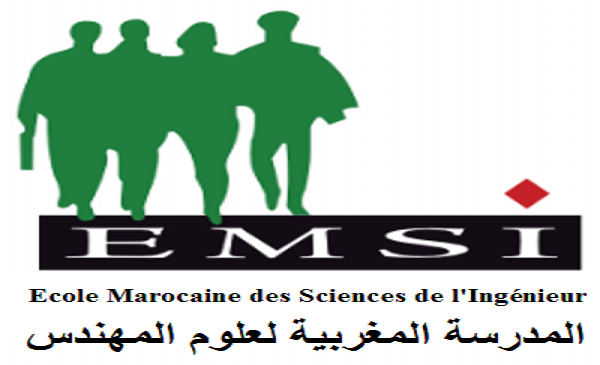 EMSI
Ecole Marocaine des Sciences de l'Ingénieur
المدرسة المغربية لعلوم المهندس